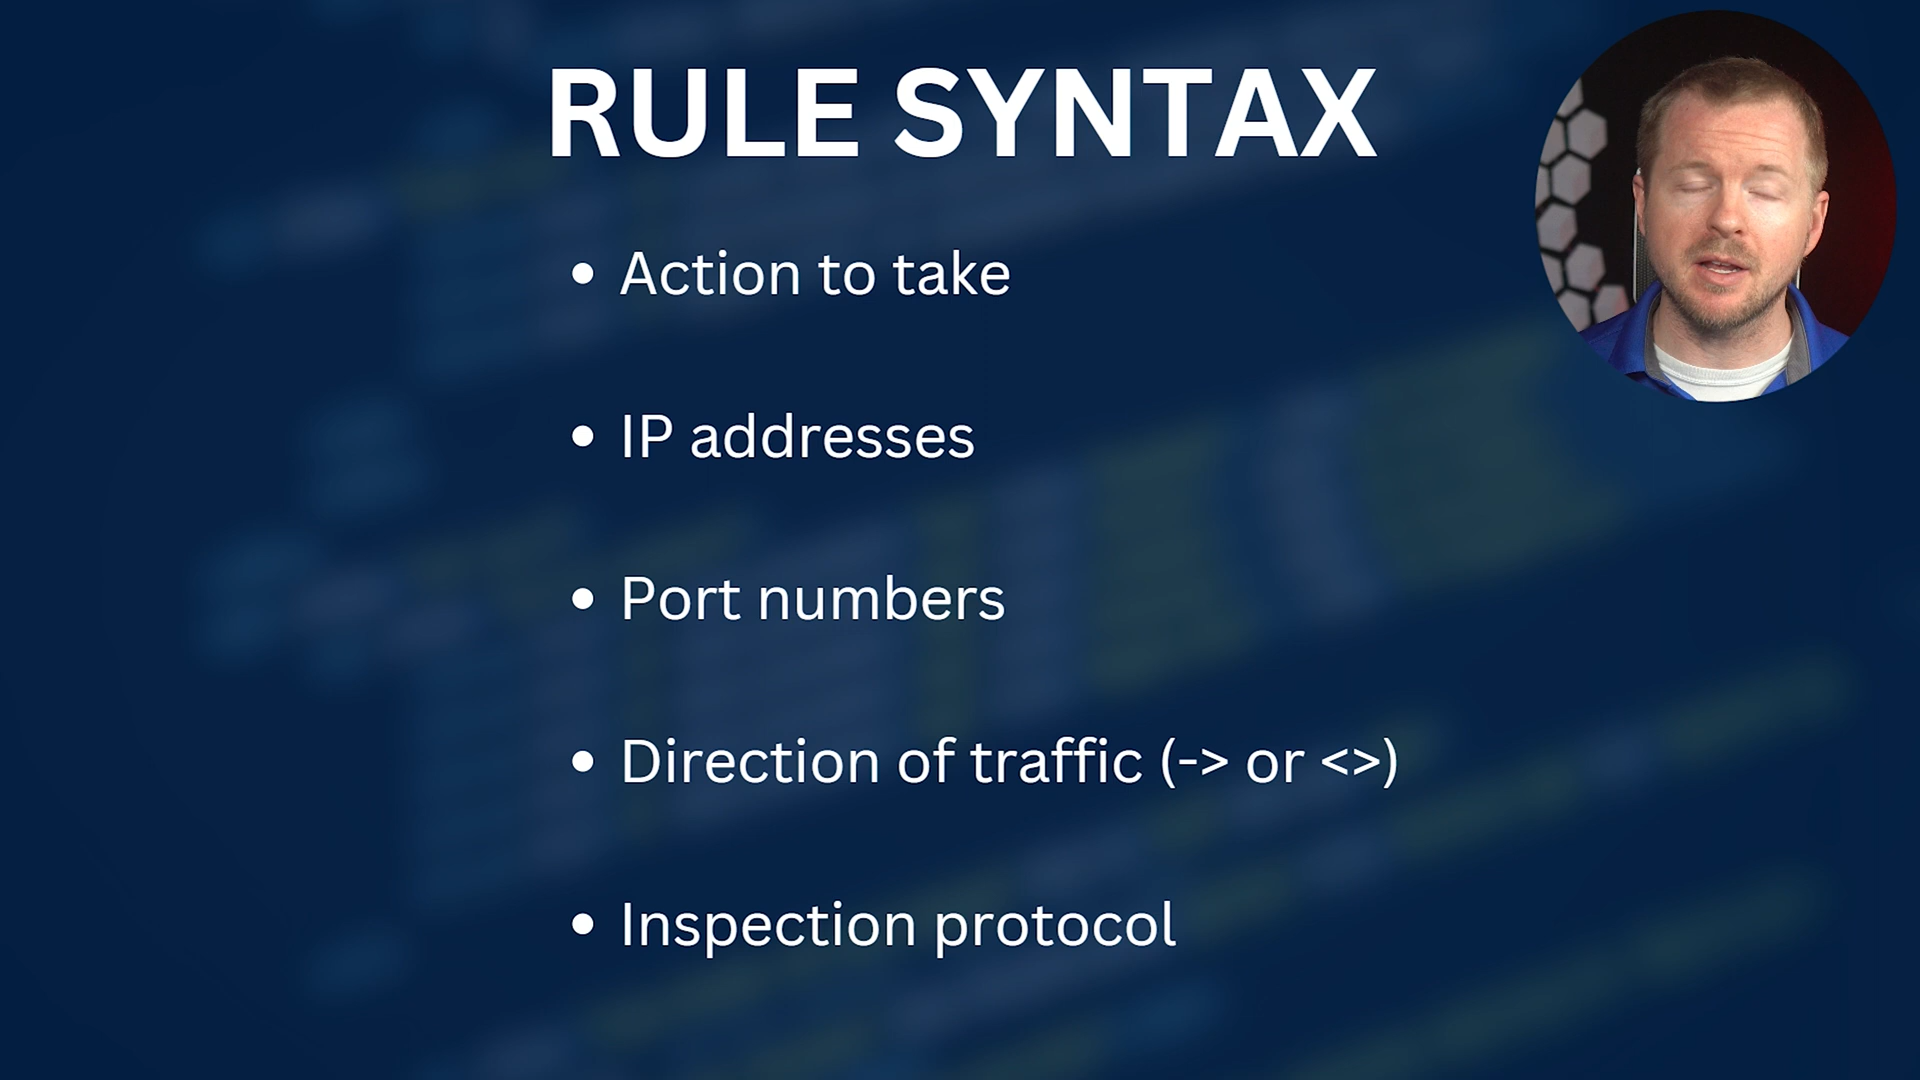 RULE SYNTAX
• Action to take
• IP addresses
• Port numbers
• Direction of traffic (-> or <>)
• Inspection protocol